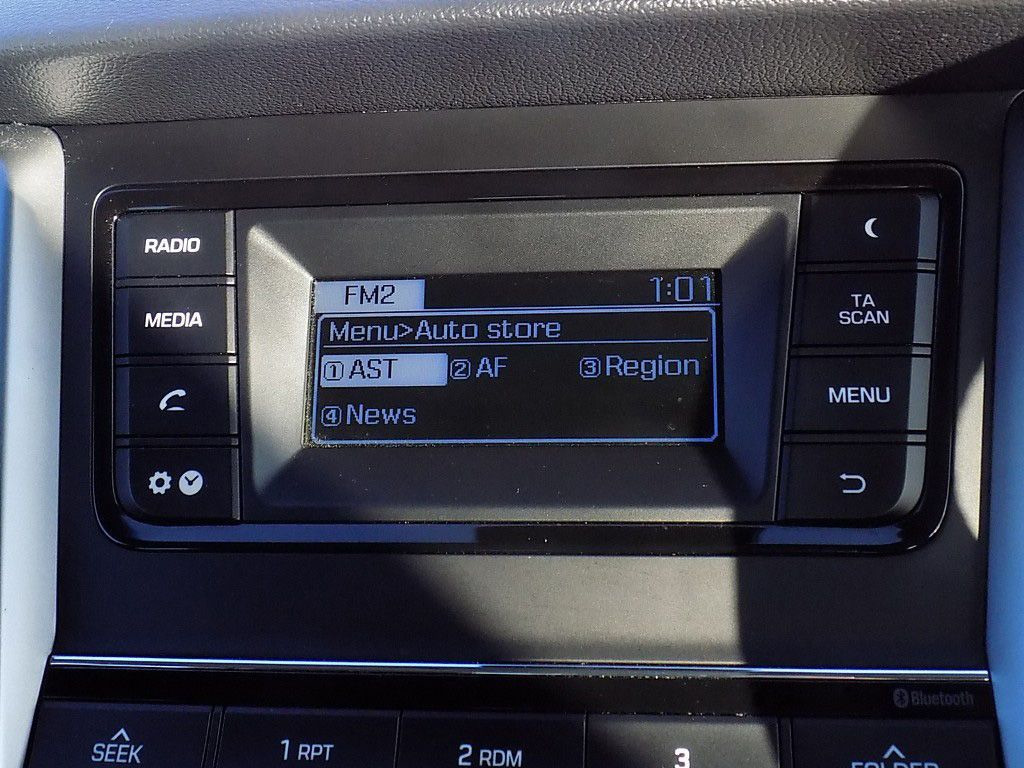 RADIO
MEDIA
FM2 1:01
Menu>Auto store
①AST ②AF ③Region
④News
TA
SCAN
MENU
Bluetooth
SEEK
1 RPT
2 RDM
3
FOLDER